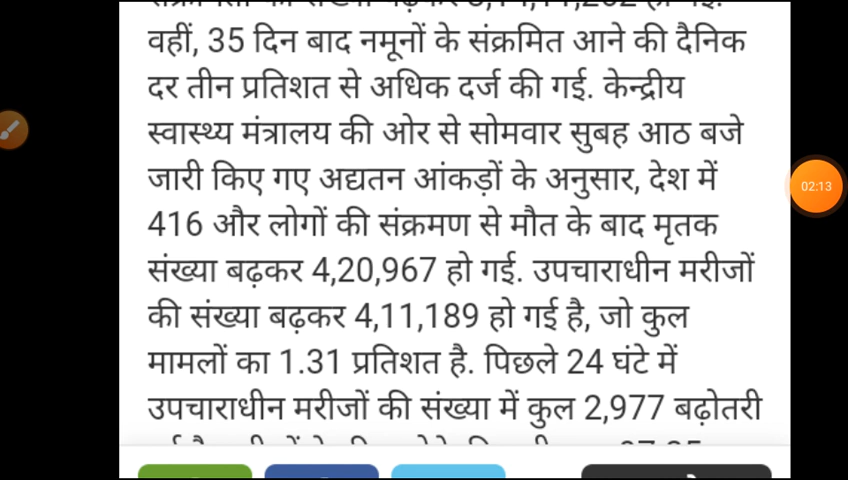 वहीं, 35 दिन बाद नमूनों के संक्रमित आने की दैनिक
दर तीन प्रतिशत से अधिक दर्ज की गई. केन्द्रीय
स्वास्थ्य मंत्रालय की ओर से सोमवार सुबह आठ बजे
जारी किए गए अद्यतन आंकड़ों के अनुसार, देश में
416 और लोगों की संक्रमण से मौत के बाद मृतक
संख्या बढ़कर 4,20,967 हो गई. उपचाराधीन मरीजों
की संख्या बढ़कर 4,11,189 हो गई है, जो कुल
मामलों का 1.31 प्रतिशत है. पिछले 24 घंटे में
उपचाराधीन मरीजों की संख्या में कुल 2,977 बढ़ोतरी
02:13